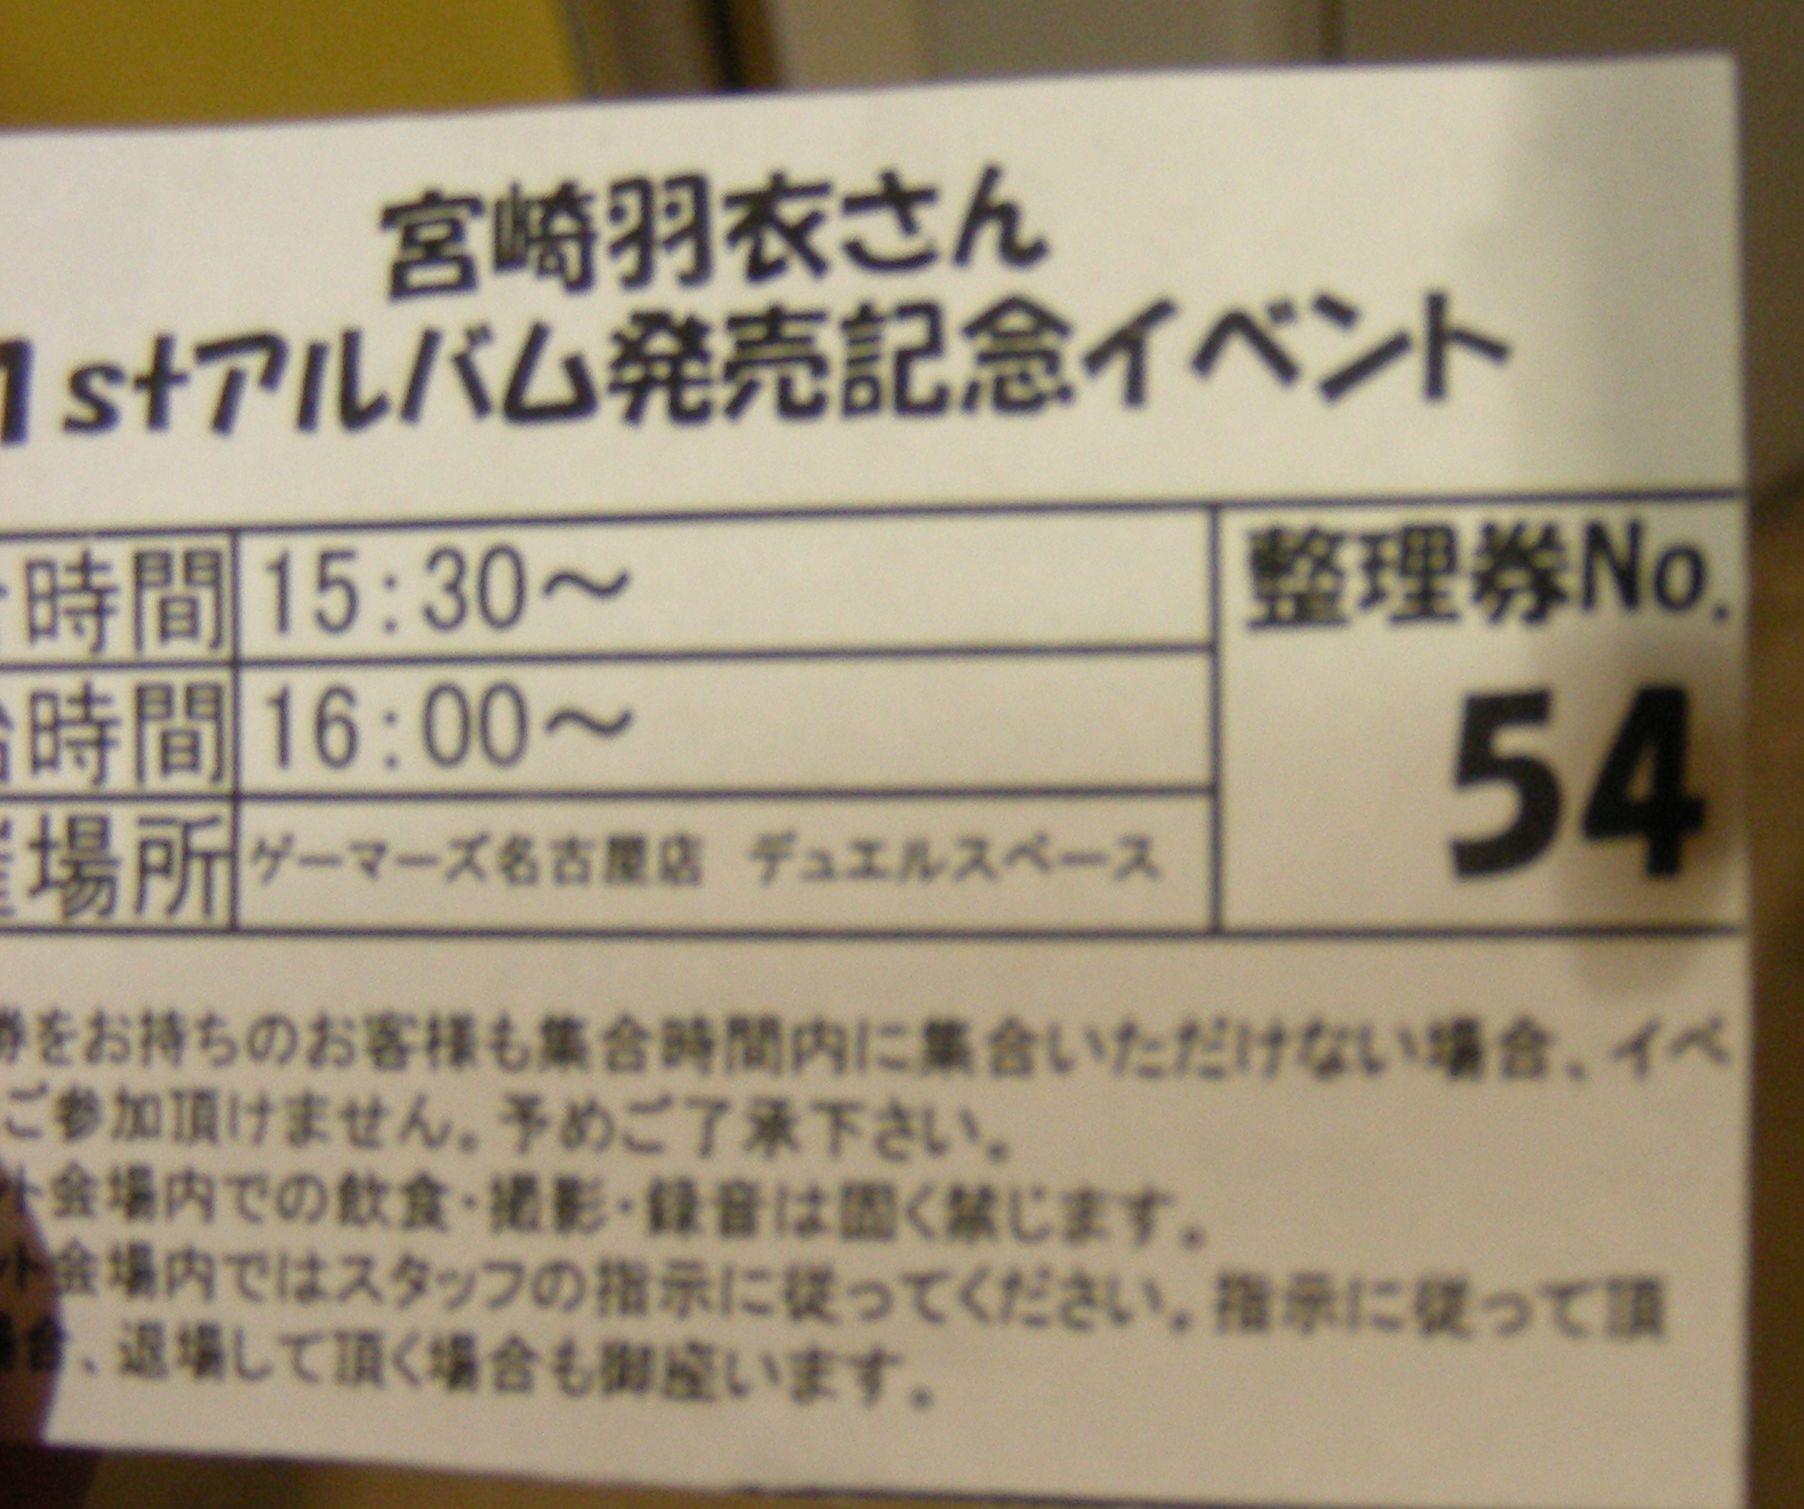 宮崎羽衣さん
1stアルバム発売記念イベント
時間 15:30～
時間 16:00～
場所 ゲーマーズ名古屋店 デュエルスペース
整理券No.
54
券をお持ちのお客様も集合時間内に集合いただけない場合、イベ
ご参加頂けません。予めご了承下さい。
ト会場内での飲食・撮影・録音は固く禁じます。
ト会場内ではスタッフの指示に従ってください。指示に従って頂
場合、退場して頂く場合も御座います。